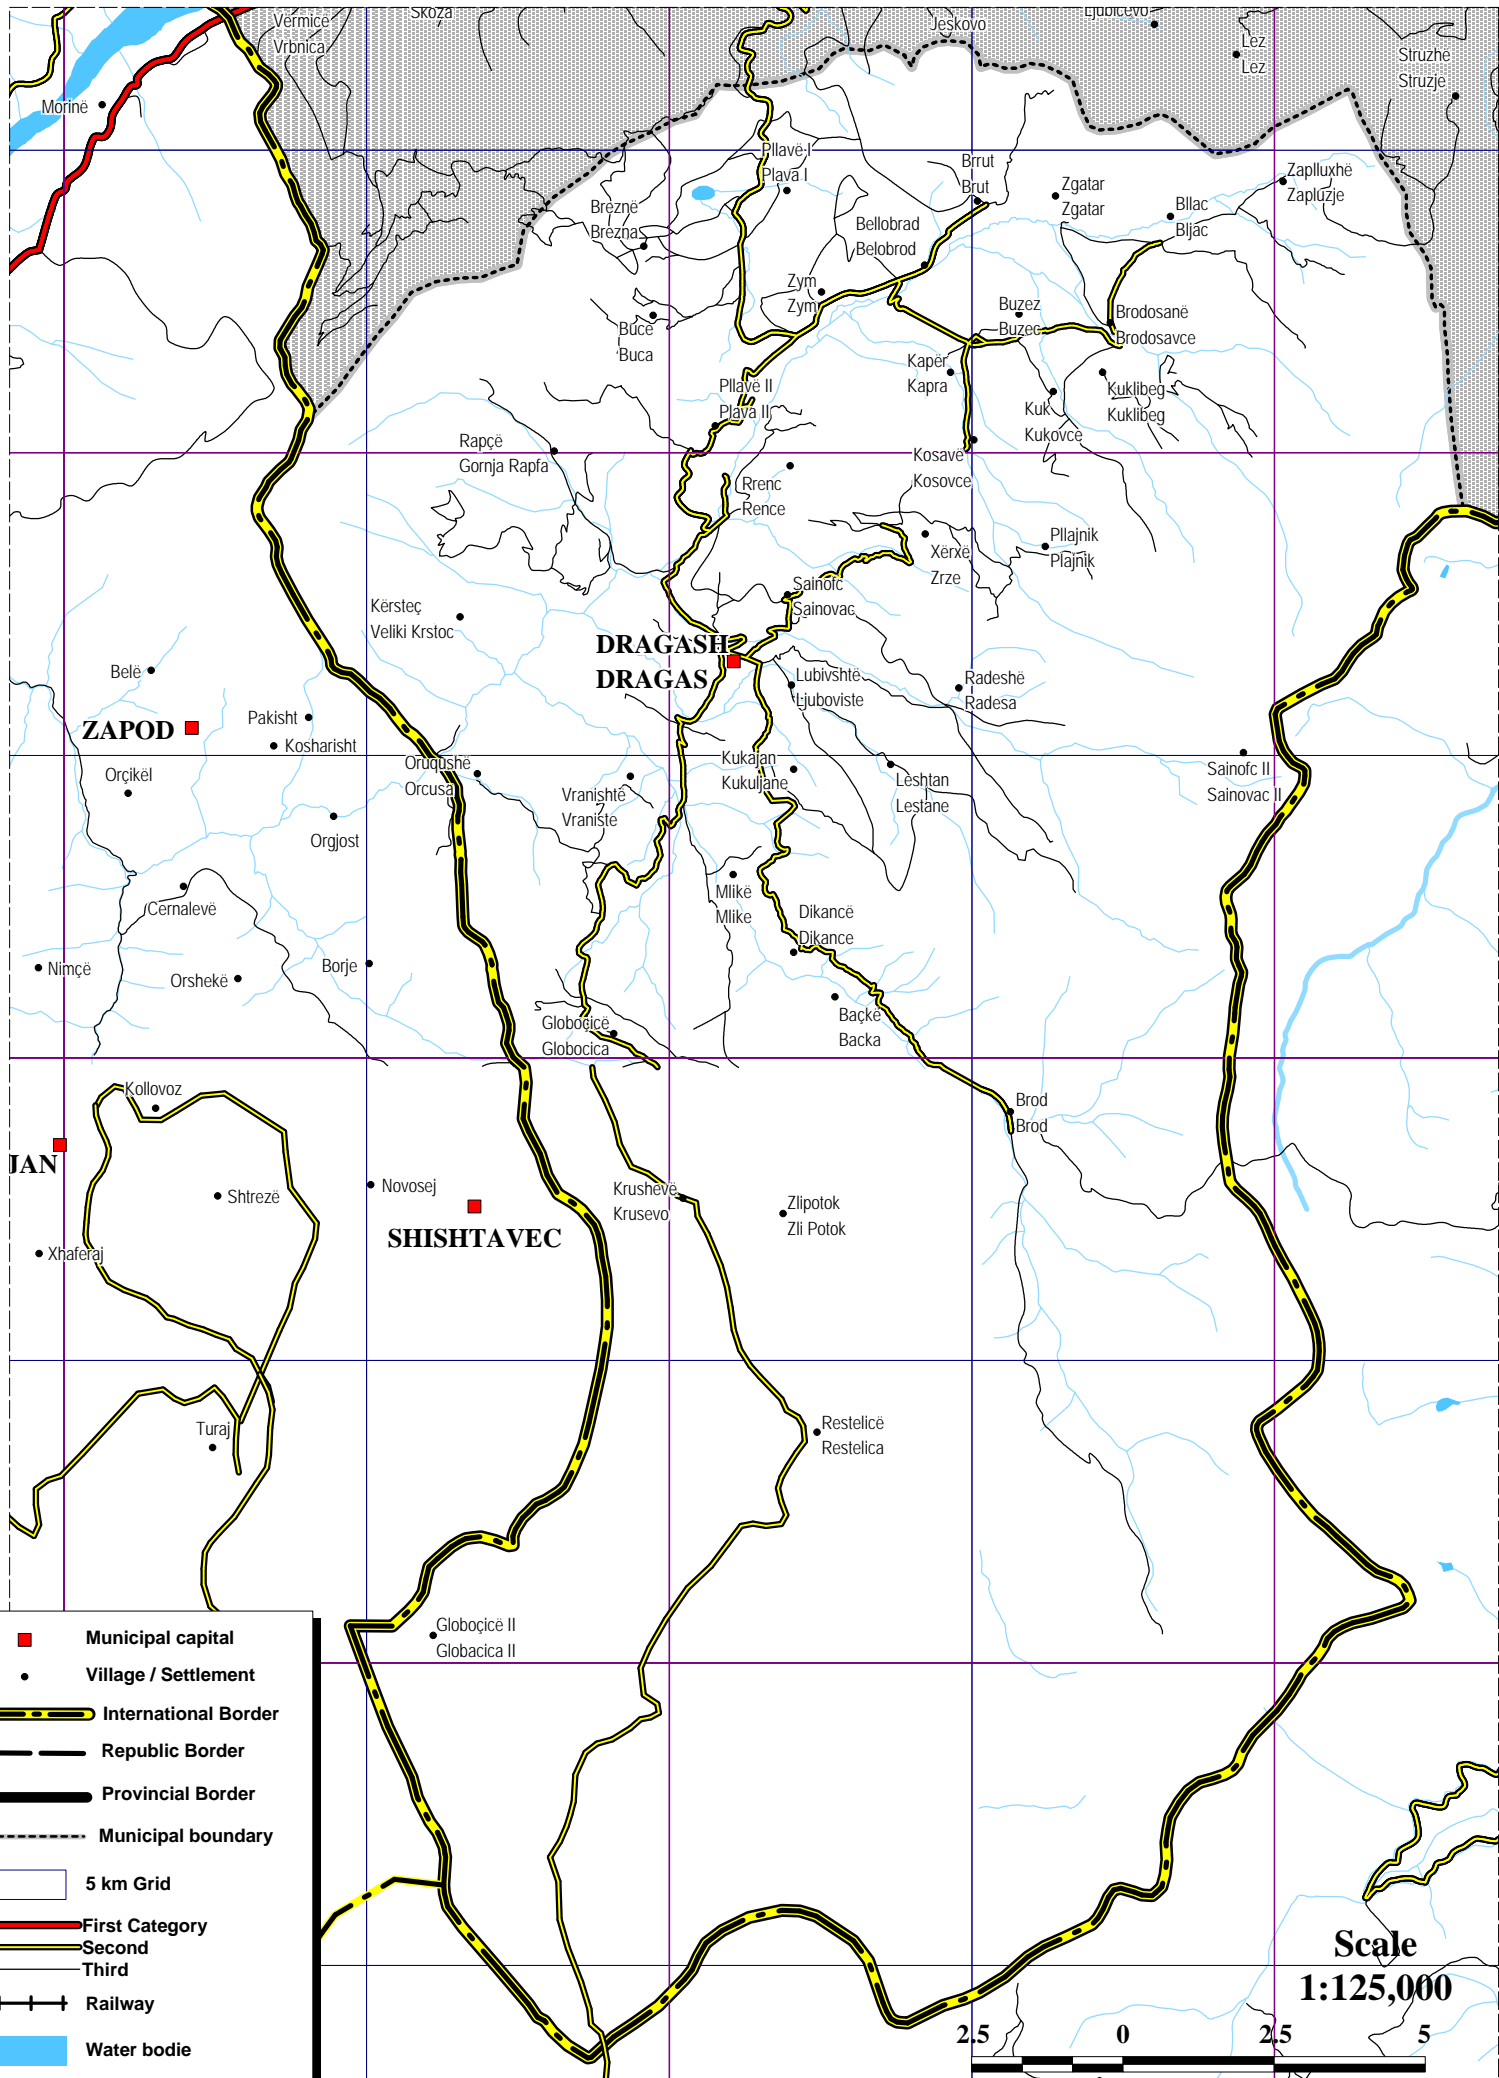 Vërmicë
Vrbnica
Skoza
Jeskovo
Ljubicevo
Lez
Lez
Struzhë
Struzje
Morinë
Pllavë I
Plava I
Brrut
Brut
Zgatar
Zgatar
Zaplluxhë
Zapluzje
Bllac
Bljac
Breznë
Brezna
Bellobrad
Belobrod
Zym
Zym
Buzez
Buzec
Brodosanë
Brodosavce
Buce
Buca
Kapër
Kapra
Pllavë II
Plava II
Kuk
Kukovce
Kuklibeg
Kuklibeg
Rapçë
Gornja Rapfa
Kosavë
Kosovce
Rrenc
Rence
Xërxë
Zrze
Pllajnik
Plajnik
Sainofc
Sainovac
Kërsteç
Veliki Krstoc
DRAGASH
DRAGAS
Belë
Lubivshtë
Ljuboviste
Radeshë
Radesa
ZAPOD
Pakisht
Kosharisht
Orçikël
Oruqushë
Orcusa
Vranishtë
Vraniste
Kukajan
Kukuljane
Leshtan
Lestane
Sainofc II
Sainovac II
Orgjost
Cernalevë
Mlikë
Mlike
Dikancë
Dikance
Nimçë
Orshekë
Borje
Baçkë
Backa
Globoçicë
Globocica
Kollovoz
Brod
Brod
JAN
Shtrezë
Novosej
Krushevë
Krusevo
Zlipotok
Zli Potok
SHISHTAVEC
Xhaferaj
Turaj
Restelicë
Restelica
Globoçicë II
Globacica II
Municipal capital
Village / Settlement
International Border
Republic Border
Provincial Border
Municipal boundary
5 km Grid
First Category
Second
Third
Railway
Water bodie
Scale
1:125,000
2.5 0 2.5 5